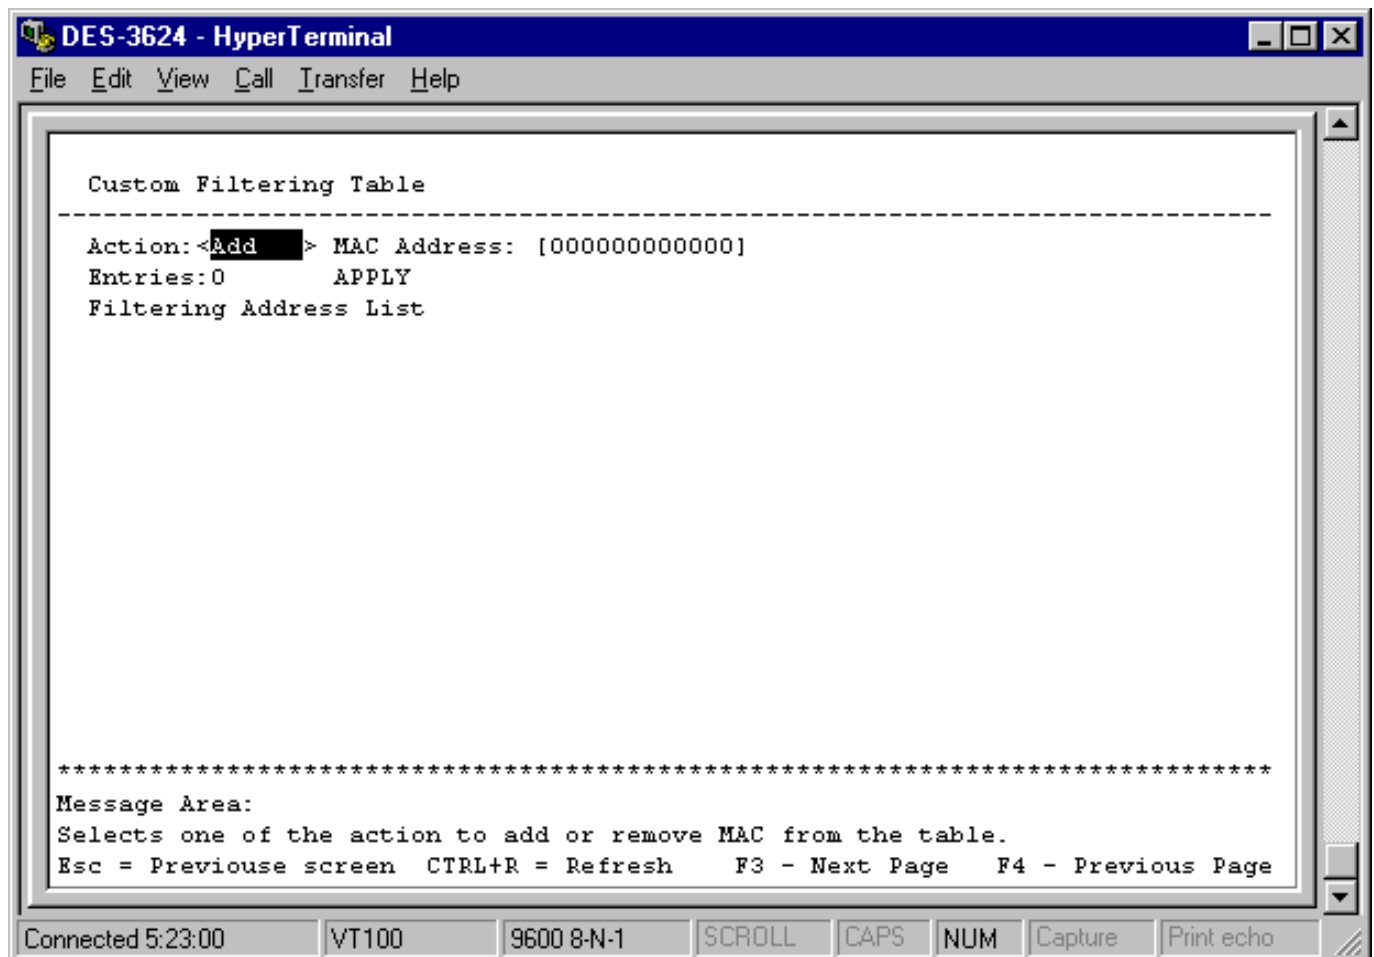 DES-3624 - HyperTerminal
File Edit View Call Transfer Help
Custom Filtering Table
-------------------------------------------------------------------------------
Action:<Add   > MAC Address: [000000000000]
Entries:0       APPLY
Filtering Address List
*******************************************************************************
Message Area:
Selects one of the action to add or remove MAC from the table.
Esc = Previouse screen  CTRL+R = Refresh    F3 - Next Page   F4 - Previous Page
Connected 5:23:00 VT100 9600 8-N-1 SCROLL CAPS NUM Capture Print echo